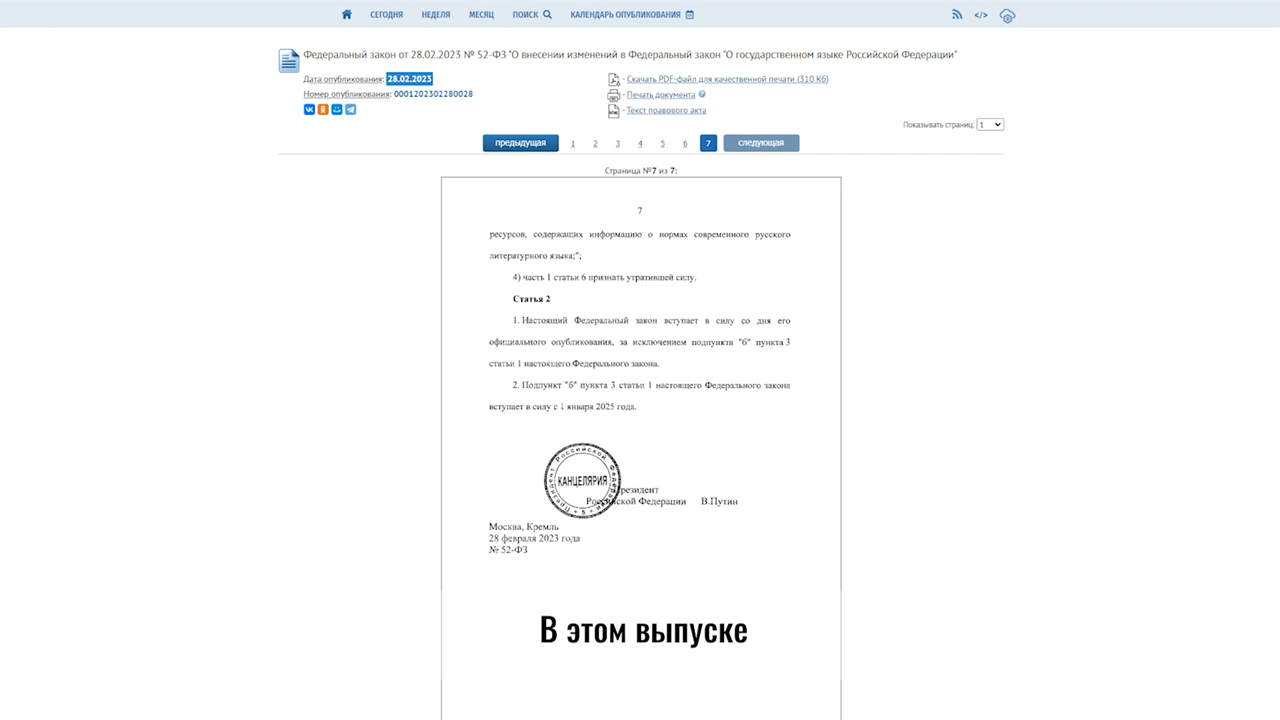 СЕГОДНЯ НЕДЕЛЯ МЕСЯЦ ПОИСК КАЛЕНДАРЬ ОПУБЛИКОВАНИЯ
Федеральный закон от 28.02.2023 № 52-ФЗ "О внесении изменений в Федеральный закон "О государственном языке Российской Федерации"
Дата опубликования: 28.02.2023
Номер опубликования: 0001202302280028
- Скачать PDF-файл для качественной печати (310 Кб)
- Печать документа
- Текст правового акта
Показывать страниц: 1
предыдущая 1 2 3 4 5 6 7 следующая
Страница №7 из 7:
7
ресурсов, содержащих информацию о нормах современного русского
литературного языка;";
4) часть 1 статьи 6 признать утратившей силу.
Статья 2
1. Настоящий Федеральный закон вступает в силу со дня его
официального опубликования, за исключением подпункта "б" пункта 3
статьи 1 настоящего Федерального закона.
2. Подпункт "б" пункта 3 статьи 1 настоящего Федерального закона
вступает в силу с 1 января 2025 года.
Президент Российской Федерации
КАНЦЕЛЯРИЯ
* 5 *
Президент
Российской Федерации В.Путин
Москва, Кремль
28 февраля 2023 года
№ 52-ФЗ
В этом выпуске